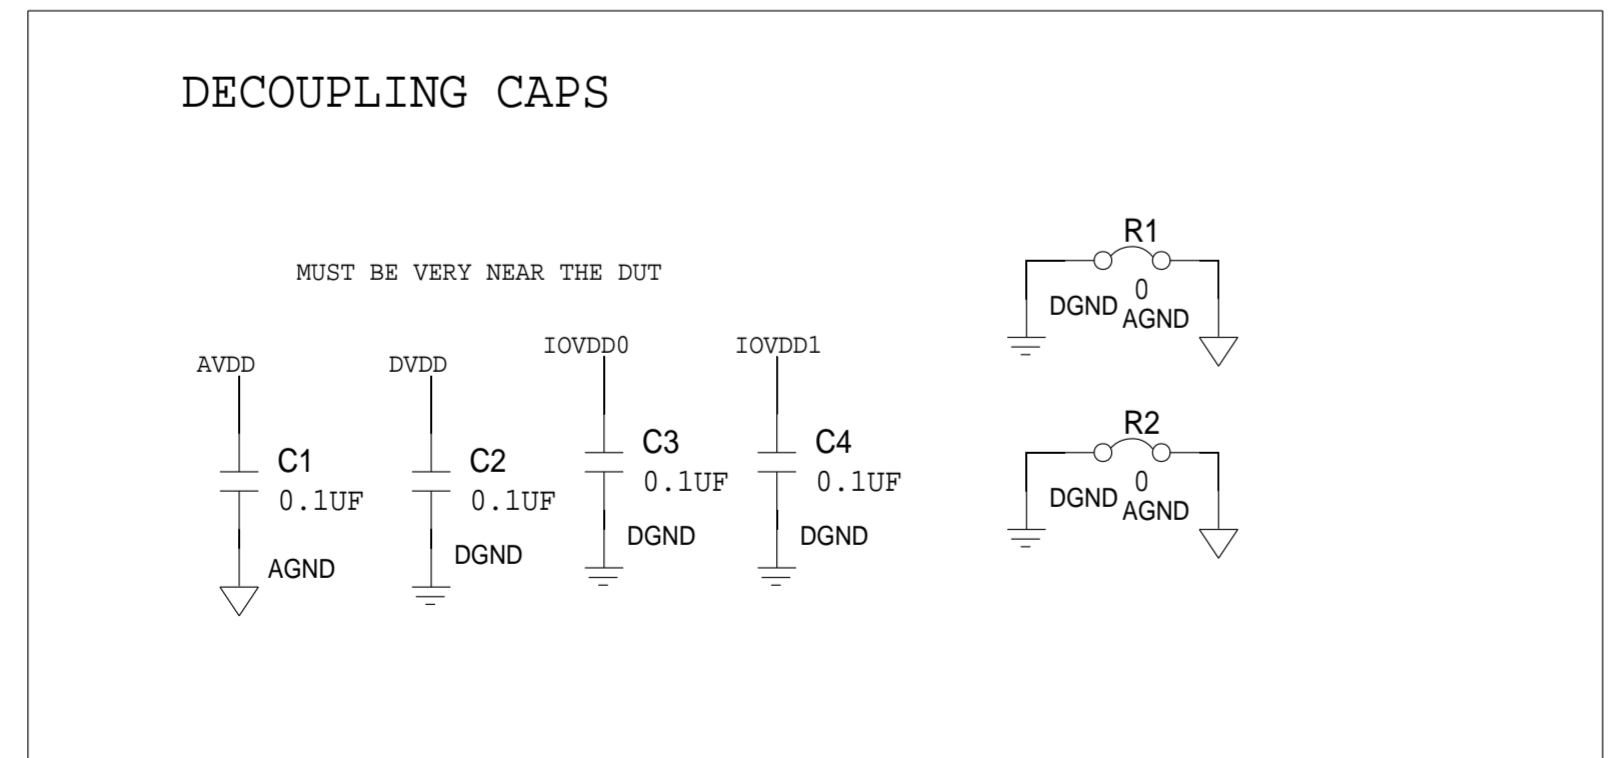 DECOUPLING CAPS
MUST BE VERY NEAR THE DUT
AVDD
C1
0.1UF
AGND
DVDD
C2
0.1UF
DGND
IOVDD0
C3
0.1UF
DGND
IOVDD1
C4
0.1UF
DGND
R1
0
DGND
AGND
R2
0
DGND
AGND